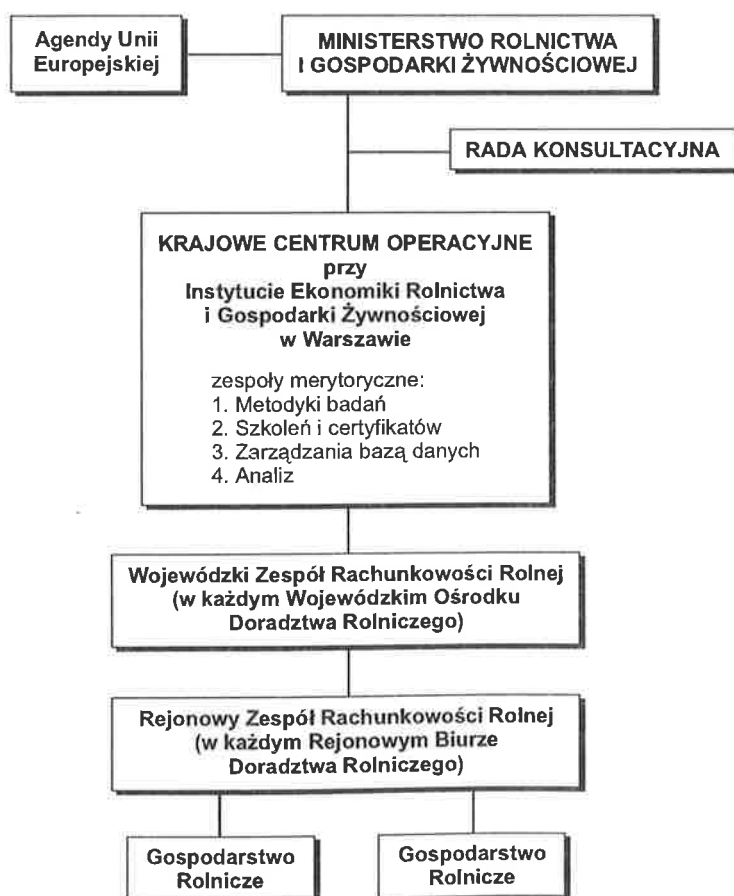 Agendy Unii
Europejskiej
MINISTERSTWO ROLNICTWA
I GOSPODARKI ŻYWNOŚCIOWEJ
RADA KONSULTACYJNA
KRAJOWE CENTRUM OPERACYJNE
przy
Instytucie Ekonomiki Rolnictwa
i Gospodarki Żywnościowej
w Warszawie
zespoły merytoryczne:
1. Metodyki badań
2. Szkoleń i certyfikatów
3. Zarządzania bazą danych
4. Analiz
Wojewódzki Zespół Rachunkowości Rolnej
(w każdym Wojewódzkim Ośrodku
Doradztwa Rolniczego)
Rejonowy Zespół Rachunkowości Rolnej
(w każdym Rejonowym Biurze
Doradztwa Rolniczego)
Gospodarstwo
Rolnicze
Gospodarstwo
Rolnicze